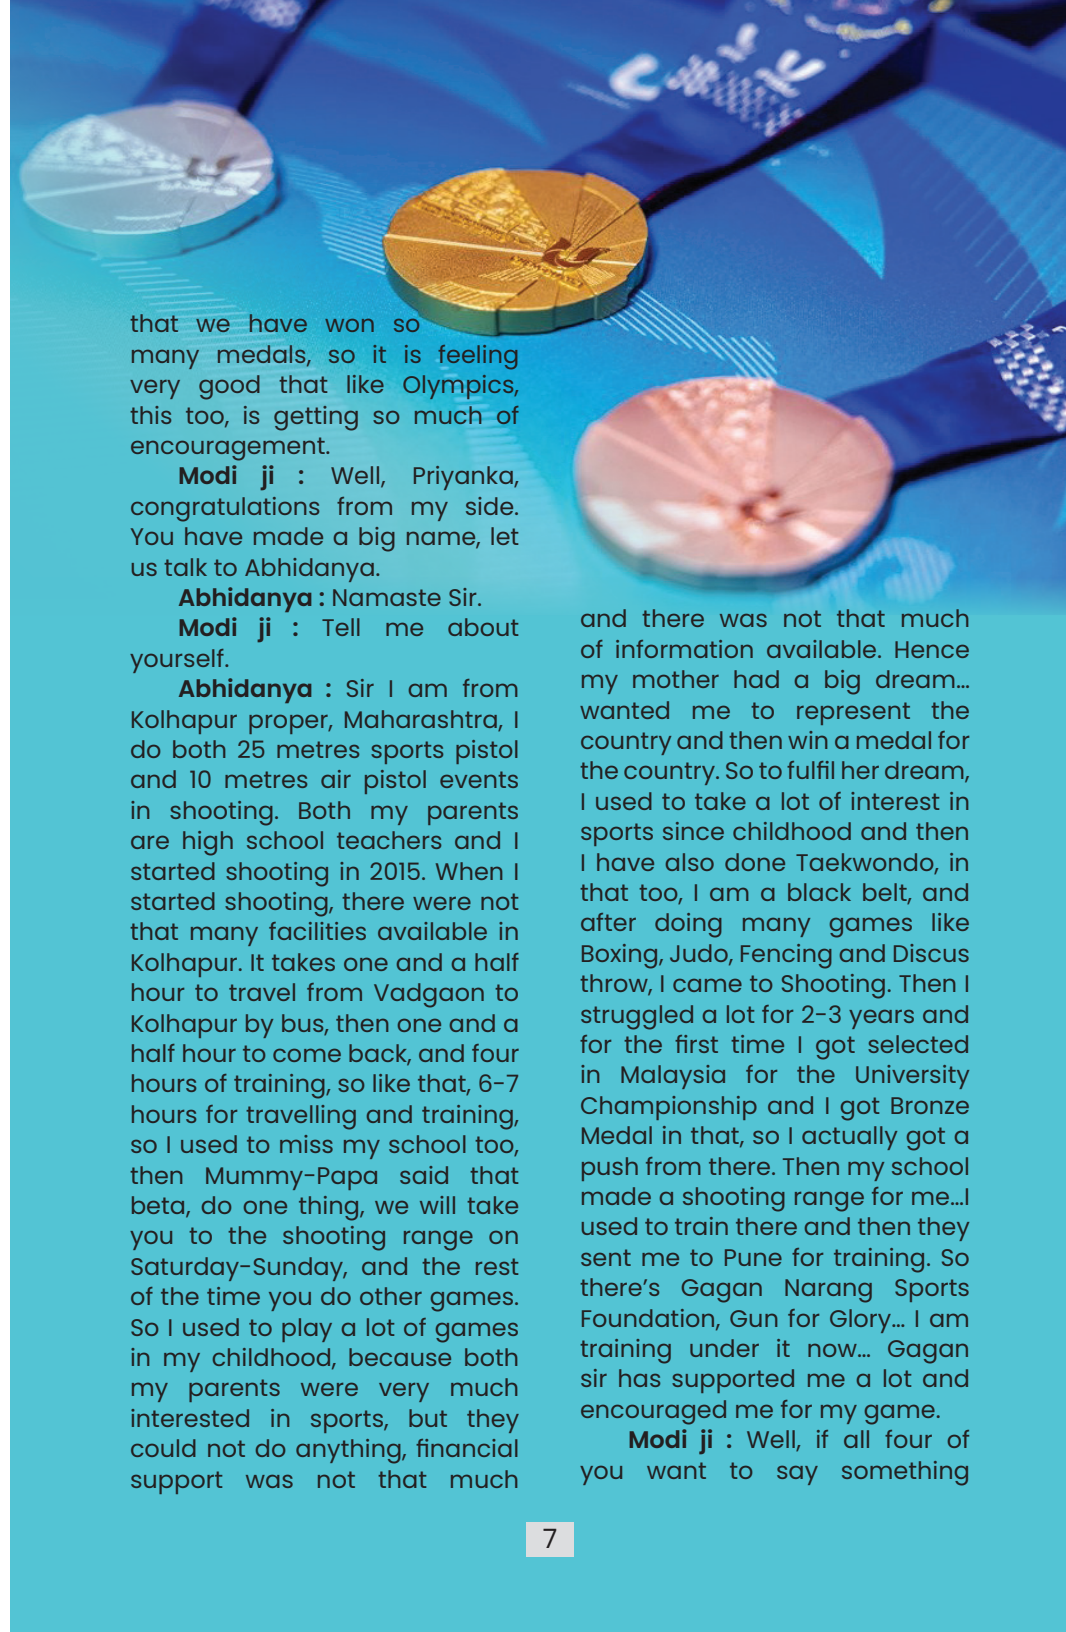 that we have won so
many medals, so it is feeling
very good that like Olympics,
this too, is getting so much of
encouragement.
Modi ji : Well, Priyanka,
congratulations from my side.
You have made a big name, let
us talk to Abhidanya.
Abhidanya : Namaste Sir.
Modi ji : Tell me about
yourself.
Abhidanya : Sir I am from
Kolhapur proper, Maharashtra, I
do both 25 metres sports pistol
and 10 metres air pistol events
in shooting. Both my parents
are high school teachers and I
started shooting in 2015. When I
started shooting, there were not
that many facilities available in
Kolhapur. It takes one and a half
hour to travel from Vadgaon to
Kolhapur by bus, then one and a
half hour to come back, and four
hours of training, so like that, 6-7
hours for travelling and training,
so I used to miss my school too,
then Mummy-Papa said that
beta, do one thing, we will take
you to the shooting range on
Saturday-Sunday, and the rest
of the time you do other games.
So I used to play a lot of games
in my childhood, because both
my parents were very much
interested in sports, but they
could not do anything, financial
support was not that much
and there was not that much
of information available. Hence
my mother had a big dream…
wanted me to represent the
country and then win a medal for
the country. So to fulfil her dream,
I used to take a lot of interest in
sports since childhood and then
I have also done Taekwondo, in
that too, I am a black belt, and
after doing many games like
Boxing, Judo, Fencing and Discus
throw, I came to Shooting. Then I
struggled a lot for 2-3 years and
for the first time I got selected
in Malaysia for the University
Championship and I got Bronze
Medal in that, so I actually got a
push from there. Then my school
made a shooting range for me…I
used to train there and then they
sent me to Pune for training. So
there’s Gagan Narang Sports
Foundation, Gun for Glory… I am
training under it now… Gagan
sir has supported me a lot and
encouraged me for my game.
Modi ji : Well, if all four of
you want to say something
7